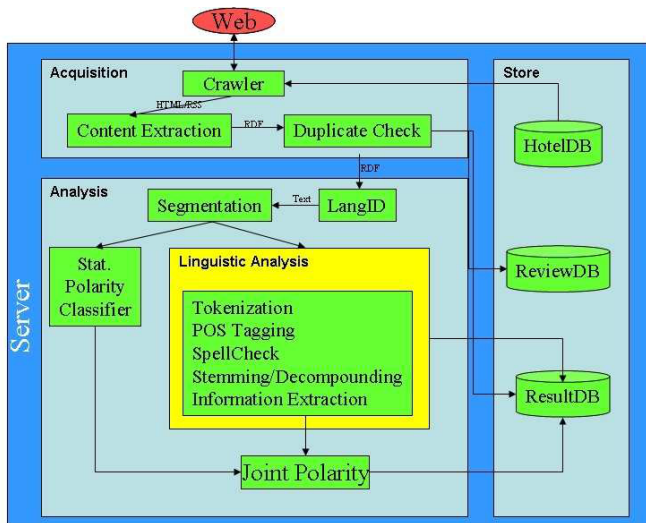 Web
Acquisition
Store
Crawler
HTML/RSS
Content Extraction
RDF
Duplicate Check
HotelDB
RDF
Analysis
Segmentation
Text
LangID
Stat.
Polarity
Classifier
Linguistic Analysis
Tokenization
POS Tagging
SpellCheck
Stemming/Decompounding
Information Extraction
ReviewDB
ResultDB
Joint Polarity
Server